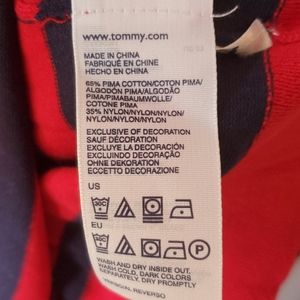 www.tommy.com
MADE IN CHINA
FABRIQUÉ EN CHINE
HECHO EN CHINA
65% PIMA COTTON/COTON PIMA/
ALGODÓN PIMA/ALGODÃO
PIMA/PIMABAUMWOLLE/
COTONE PIMA
35% NYLON/NYLON/NYLON/
NYLON/NYLON/NYLON
EXCLUSIVE OF DECORATION
SAUF DÉCORATION
EXCLUYE LA DECORACIÓN
EXCLUINDO A DECORAÇÃO
OHNE DEKORATION
ECCETTO DECORAZIONE
US
EU
P
WASH AND DRY INSIDE OUT.
WASH COLD, DARK COLORS
SEPARATELY, DRY
IMMEDIATELY.
REVERSO